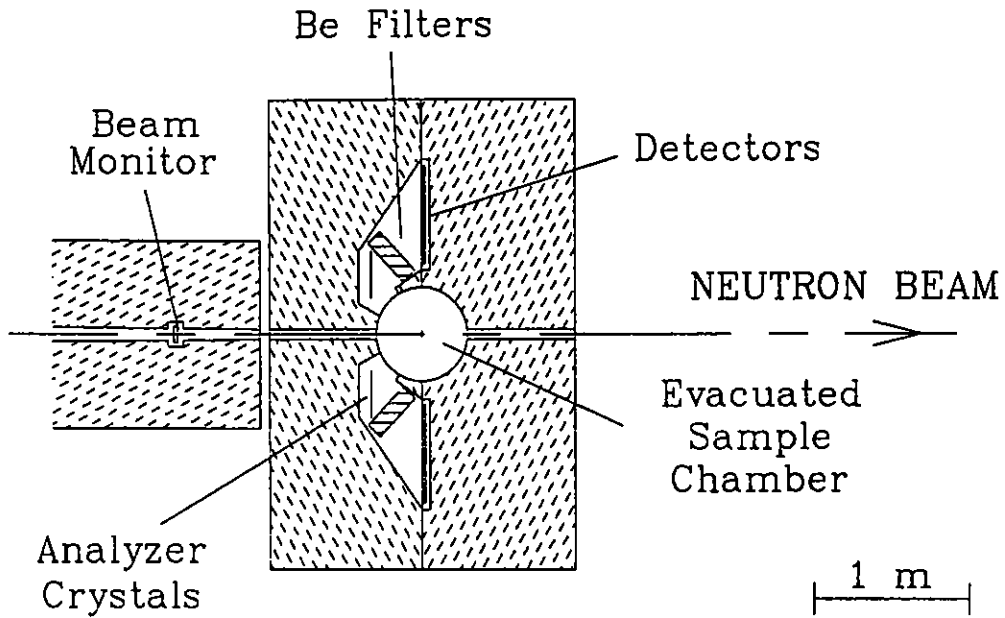 Be Filters
Beam
Monitor
Detectors
NEUTRON BEAM
Evacuated
Sample
Chamber
Analyzer
Crystals
1 m